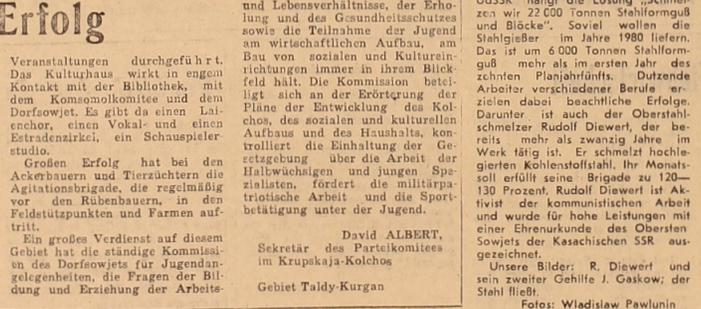 Erfolg
Veranstaltungen durchgeführt.
Das Kulturhaus wirkt in engem
Kontakt mit der Bibliothek, mit
dem Komsomolkomitee und dem
Dorfsowjet. Es gibt da einen Lai-
enchor, einen Vokal- und einen
Estradenzirkel, ein Schauspieler-
studio.
Großen Erfolg hat bei den
Ackerbauern und Tierzüchtern die
Agitationsbrigade, die regelmäßig
vor den Rübenbauern, in den
Feldstützpunkten und Farmen auf-
tritt.
Ein großes Verdienst auf diesem
Gebiet hat die ständige Kommissi-
on des Dorfsowjets für Jugendan-
gelegenheiten, die Fragen der Bil-
dung und Erziehung der Arbeits-
und Lebensverhältnisse, der Erho-
lung und des Gesundheitsschutzes
sowie die Teilnahme der Jugend
am wirtschaftlichen Aufbau, am
Bau von sozialen und Kulturein-
richtungen immer in ihrem Blick-
feld hält. Die Kommission betei-
ligt sich an der Erörterung der
Pläne der Entwicklung des Kol-
chos, des sozialen und kulturellen
Aufbaus und des Haushalts, kon-
trolliert die Einhaltung der Ge-
setzgebung über die Arbeit der
Halbwüchsigen und jungen Spe-
zialisten, fördert die militärpa-
triotische Arbeit und die Sport-
betätigung unter der Jugend.
David ALBERT,
Sekretär des Parteikomitees
im Krupskaja-Kolchos
Gebiet Taldy-Kurgan
UdSSR hängt die Losung „Schmel-
zen wir 22 000 Tonnen Stahlformguß
und Blöcke". Soviel wollen die
Stahlgießer im Jahre 1980 liefern.
Das ist um 6 000 Tonnen Stahlform-
guß mehr als im ersten Jahr des
zehnten Planjahrfünfts. Dutzende
Arbeiter verschiedener Berufe er-
zielen dabei beachtliche Erfolge.
Darunter ist auch der Oberstahl-
schmelzer Rudolf Diewert, der be-
reits mehr als zwanzig Jahre im
Werk tätig ist. Er schmelzt hochle-
gierten Kohlenstoffstahl. Ihr Monats-
soll erfüllt seine Brigade zu 120—
130 Prozent. Rudolf Diewert ist Ak-
tivist der kommunistischen Arbeit
und wurde für hohe Leistungen mit
einer Ehrenurkunde des Obersten
Sowjets der Kasachischen SSR aus-
gezeichnet.
Unsere Bilder: R. Diewert und
sein zweiter Gehilfe J. Gaskow; der
Stahl fließt.
Fotos: Wladislaw Pawlunin